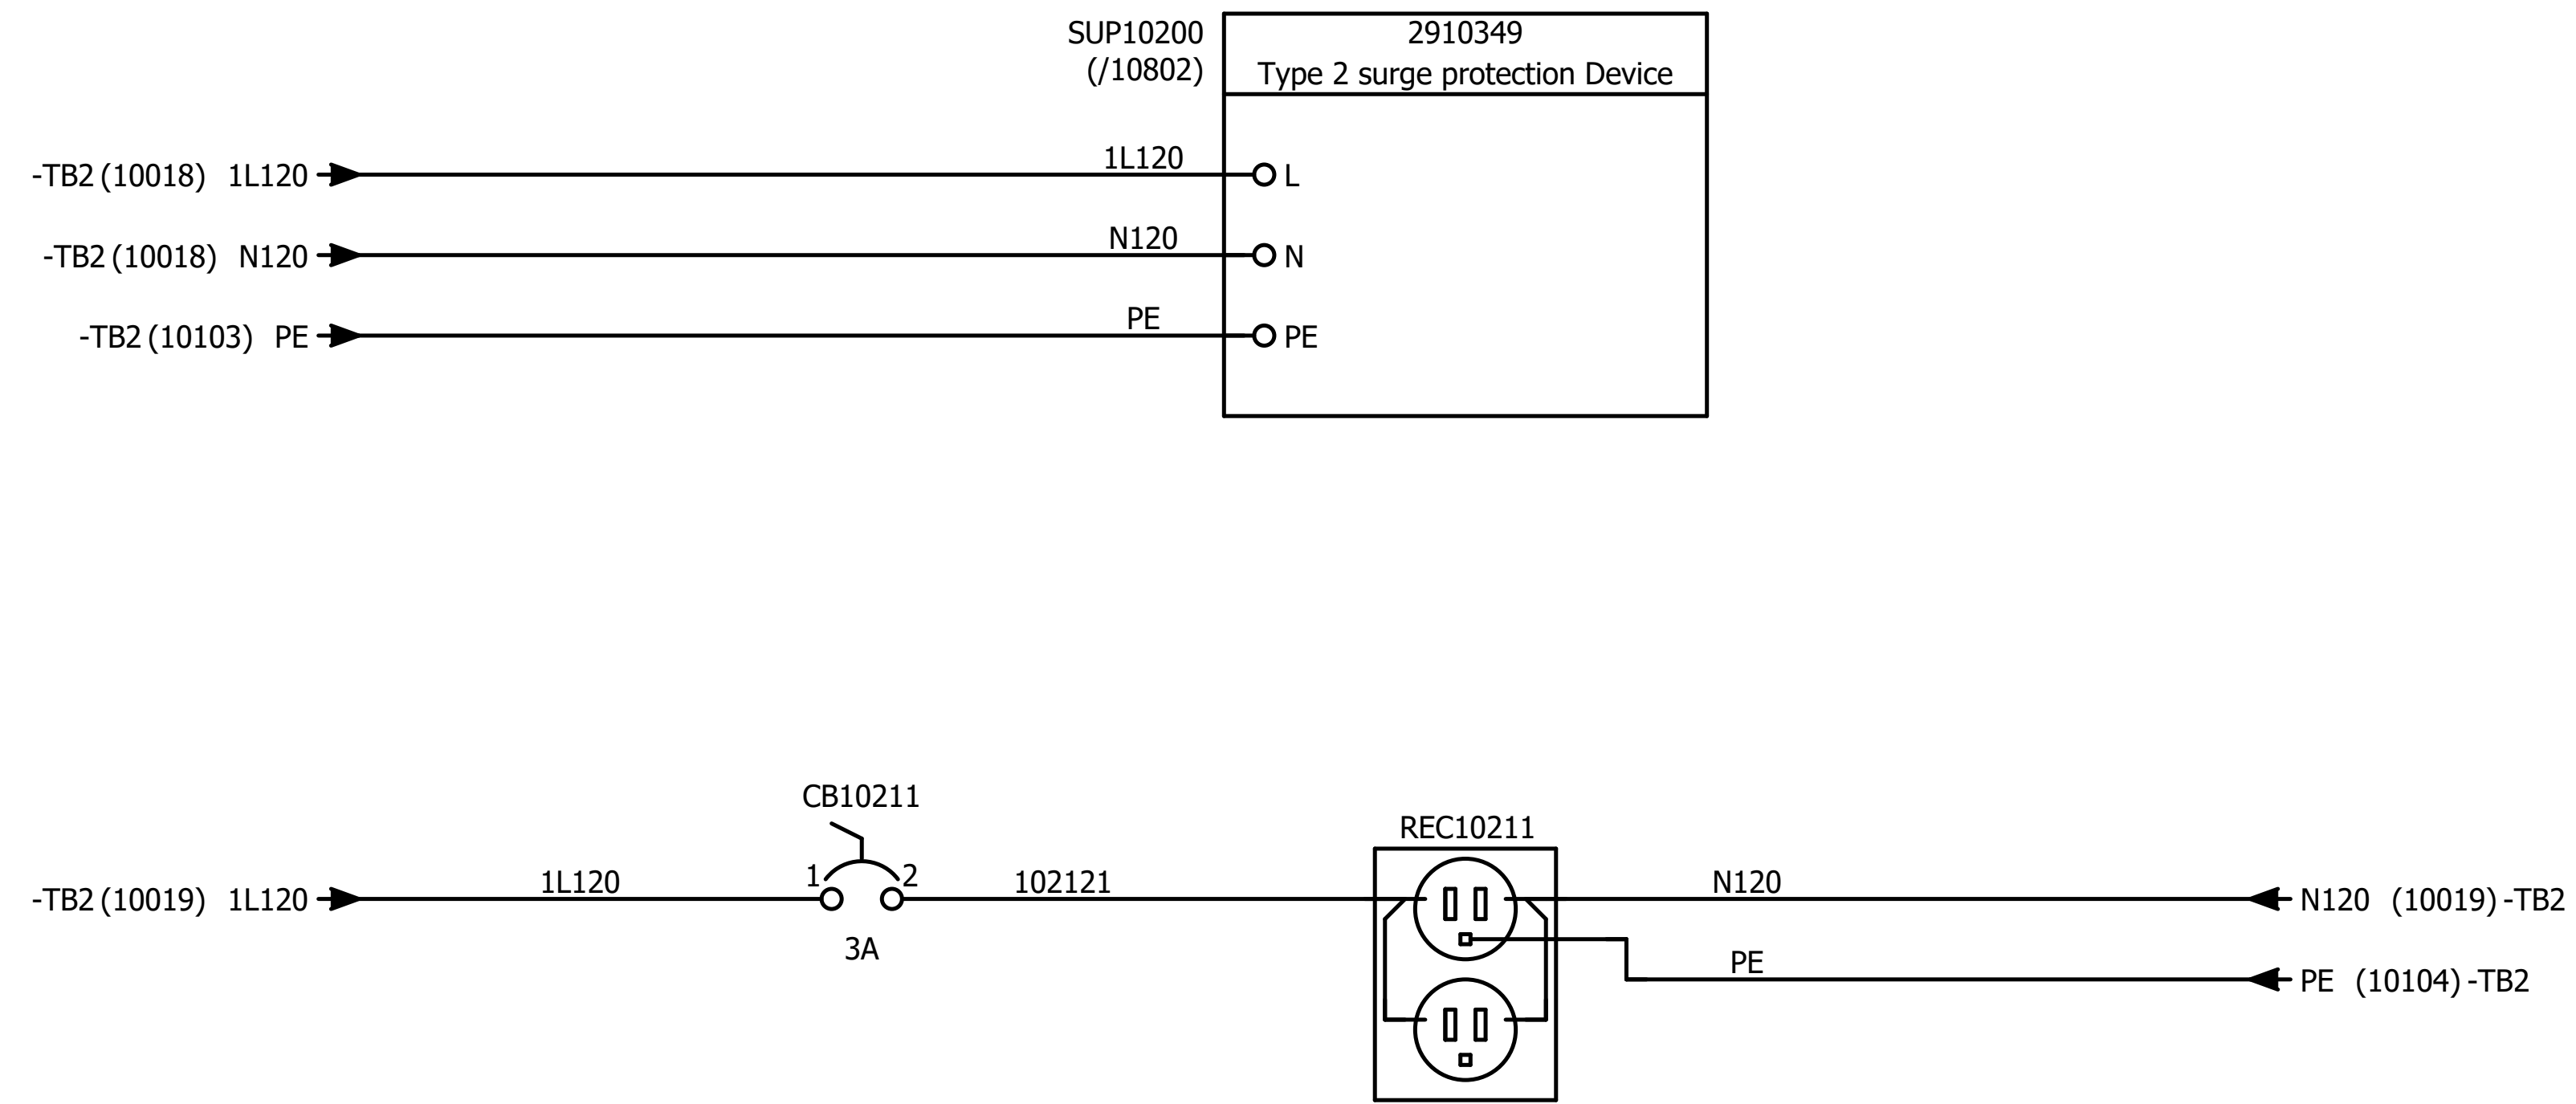 SUP10200
(/10802)
2910349
Type 2 surge protection Device
-TB2 (10018) 1L120
1L120
L
-TB2 (10018) N120
N120
N
-TB2 (10103) PE
PE
PE
CB10211
REC10211
-TB2 (10019) 1L120
1L120
1
2
102121
N120
N120 (10019) -TB2
3A
PE
PE (10104) -TB2